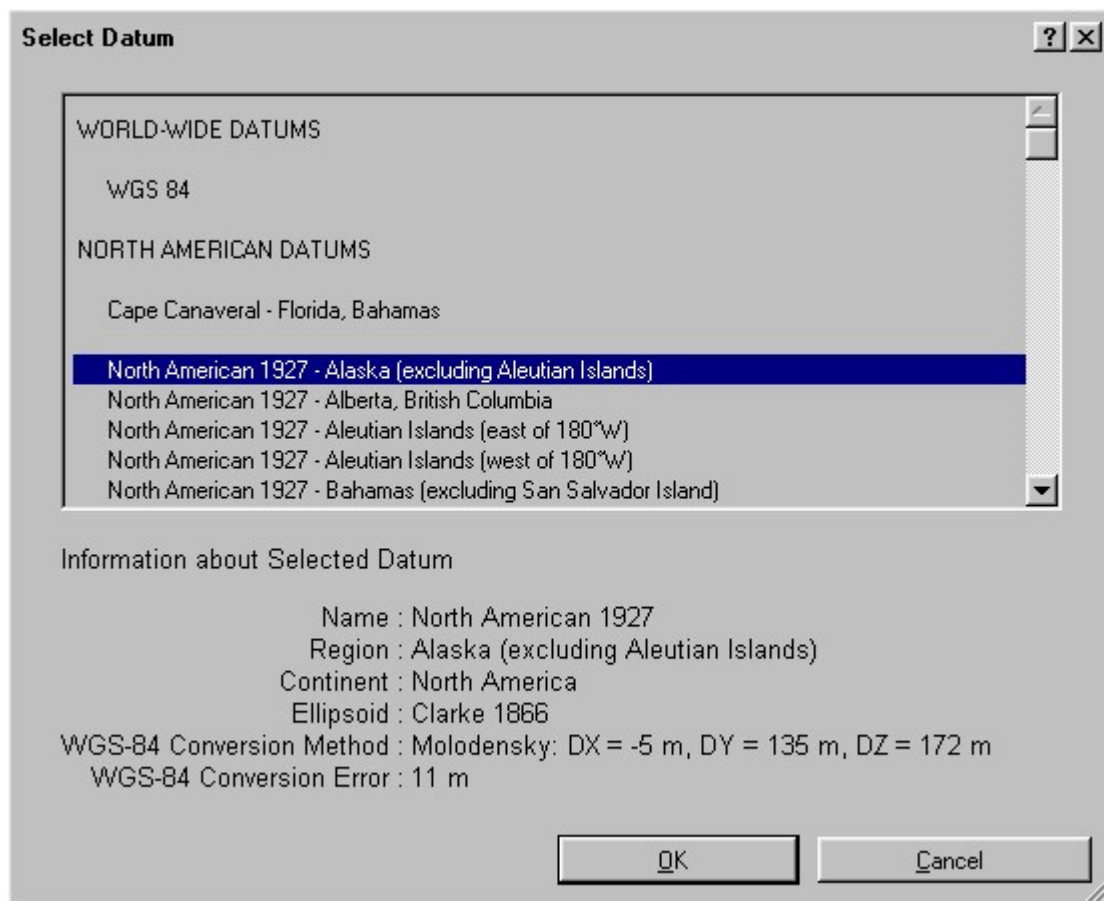 Select Datum
WORLD-WIDE DATUMS
WGS 84
NORTH AMERICAN DATUMS
Cape Canaveral - Florida, Bahamas
North American 1927 - Alaska (excluding Aleutian Islands)
North American 1927 - Alberta, British Columbia
North American 1927 - Aleutian Islands (east of 180°W)
North American 1927 - Aleutian Islands (west of 180°W)
North American 1927 - Bahamas (excluding San Salvador Island)
Information about Selected Datum
Name : North American 1927
Region : Alaska (excluding Aleutian Islands)
Continent : North America
Ellipsoid : Clarke 1866
WGS-84 Conversion Method : Molodensky: DX = -5 m, DY = 135 m, DZ = 172 m
WGS-84 Conversion Error : 11 m
OK
Cancel